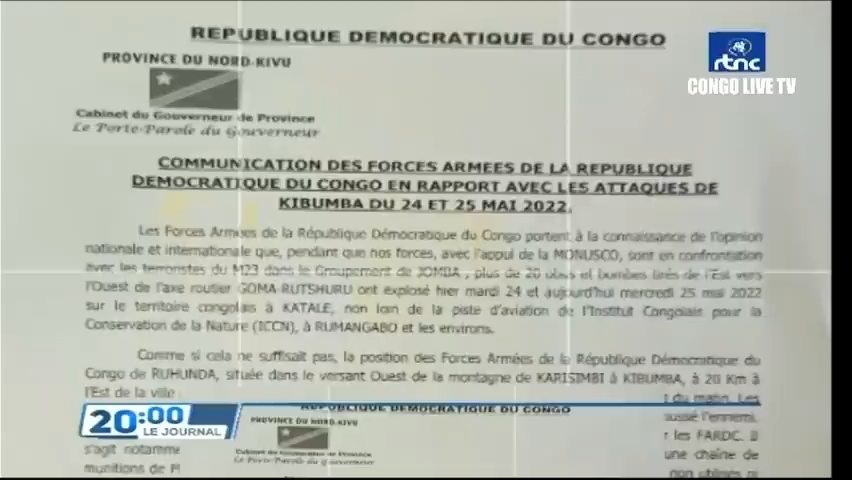 REPUBLIQUE DEMOCRATIQUE DU CONGO
PROVINCE DU NORD-KIVU
rtnc
CONGO LIVE TV
Cabinet du Gouverneur de Province
Le Porte-Parole du Gouverneur
COMMUNICATION DES FORCES ARMEES DE LA REPUBLIQUE
DEMOCRATIQUE DU CONGO EN RAPPORT AVEC LES ATTAQUES DE
KIBUMBA DU 24 ET 25 MAI 2022.
Les Forces Armées de la République Démocratique du Congo portent à la connaissance de l'opinion
nationale et internationale que, pendant que nos forces, avec l'appui de la MONUSCO, sont en confrontation
avec les terroristes du M23 dans le Groupement de JOMBA, plus de 20 obus et bombes tirés de l'Est vers
l'Ouest de l'axe routier GOMA RUTSHURU ont explosé hier mardi 24 et aujourd'hui mercredi 25 mai 2022
sur le territoire congolais à KATALE, non loin de la piste d'aviation de l'Institut Congolais pour la
Conservation de la Nature (ICCN), à RUMANGABO et les environs.
Comme si cela ne suffisait pas, la position des Forces Armées de la République Démocratique du
Congo de RUHUNDA, située dans le versant Ouest de la montagne de KARISIMBI à KIBUMBA, à 20 Km à
l'Est de la ville du matin. Les
REPUBLIQUE DEMOCRATIQUE DU CONGO
20:00
LE JOURNAL
PROVINCE DU NORD-KIVU
l'ennemi.
r les FARDC. Il
s'agit notamme une chaîne de
Cabinet du Gouverneur de Province
Le Porte-Parole du Gouverneur
munitions de non utilisés